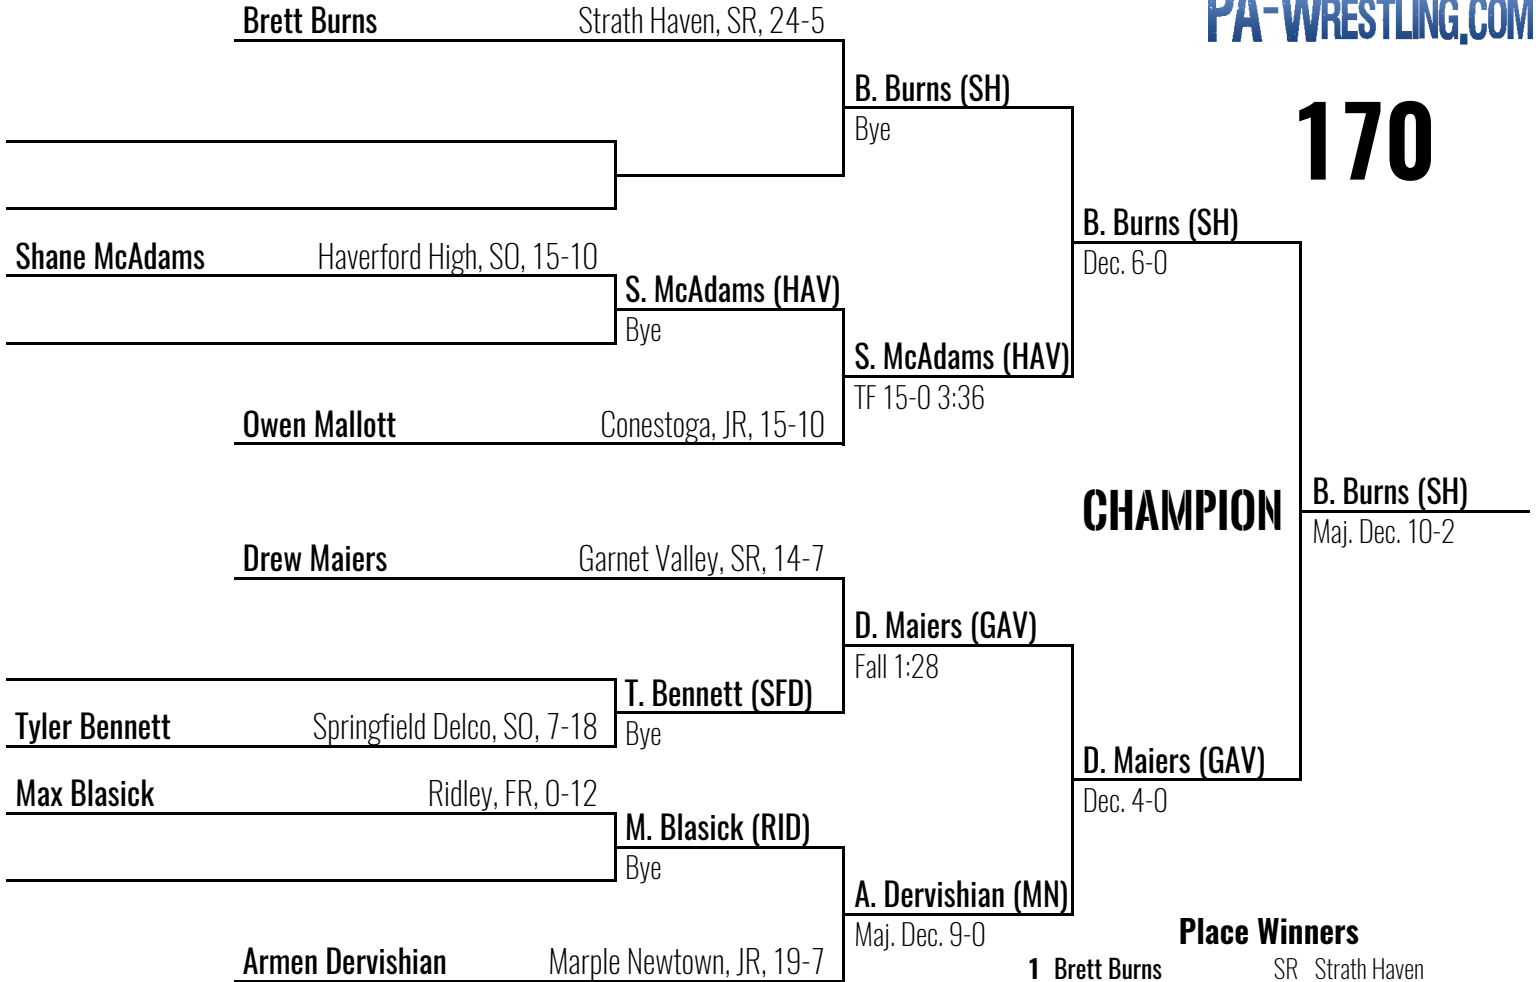 PA-WRESTLING.COM
Brett Burns Strath Haven, SR, 24-5
B. Burns (SH)
Bye
170
B. Burns (SH)
Dec. 6-0
Shane McAdams Haverford High, SO, 15-10
S. McAdams (HAV)
Bye
S. McAdams (HAV)
TF 15-0 3:36
Owen Mallott Conestoga, JR, 15-10
CHAMPION
B. Burns (SH)
Maj. Dec. 10-2
Drew Maiers Garnet Valley, SR, 14-7
D. Maiers (GAV)
Fall 1:28
T. Bennett (SFD)
Bye
Tyler Bennett Springfield Delco, SO, 7-18
D. Maiers (GAV)
Dec. 4-0
Max Blasick Ridley, FR, 0-12
M. Blasick (RID)
Bye
A. Dervishian (MN)
Maj. Dec. 9-0
Armen Dervishian Marple Newtown, JR, 19-7
Place Winners
1 Brett Burns SR Strath Haven